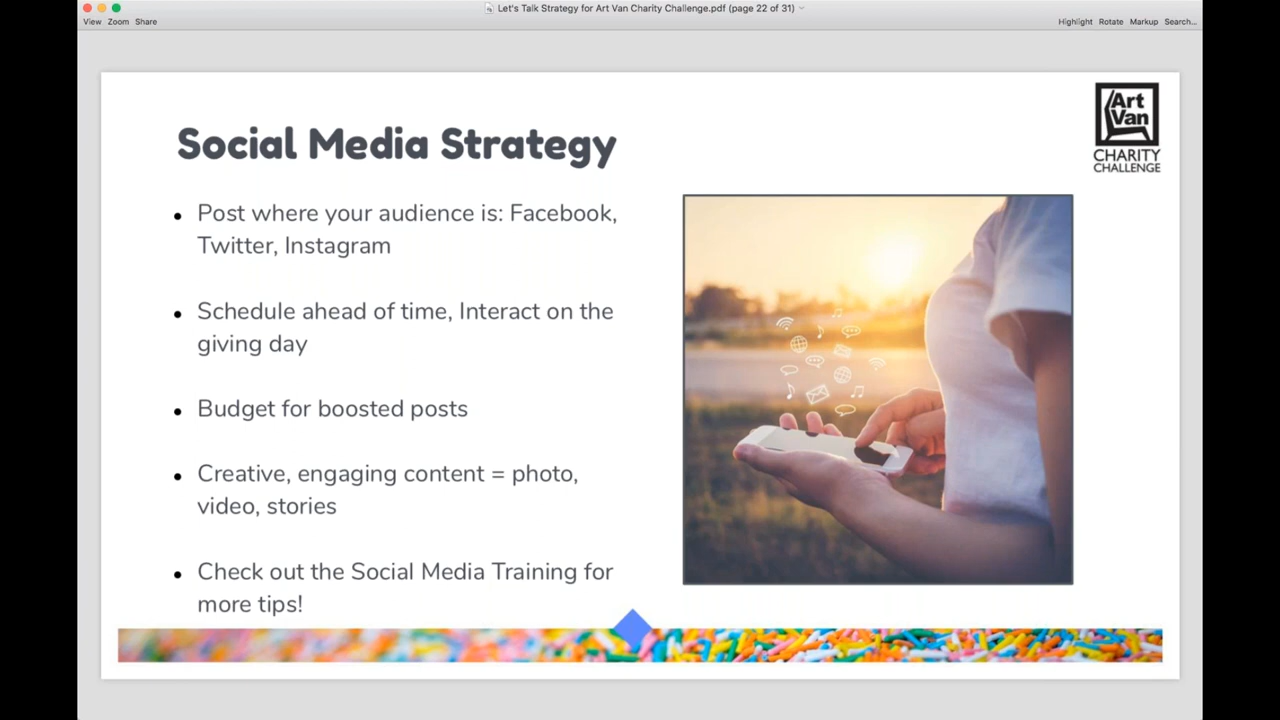 Let's Talk Strategy for Art Van Charity Challenge.pdf (page 22 of 31)
View Zoom Share
Highlight Rotate Markup Search...
Art
Van
CHARITY
CHALLENGE
Social Media Strategy
Post where your audience is: Facebook,
Twitter, Instagram
Schedule ahead of time, Interact on the
giving day
Budget for boosted posts
Creative, engaging content = photo,
video, stories
Check out the Social Media Training for
more tips!